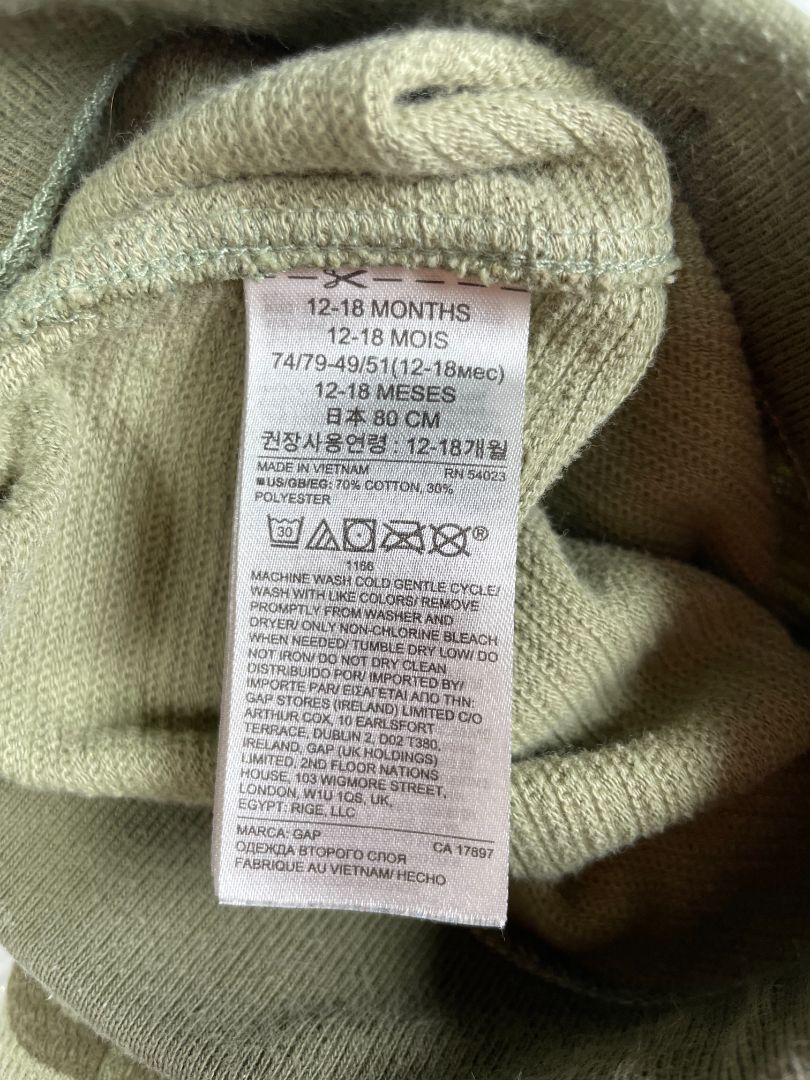 12-18 MONTHS
12-18 MOIS
74/79-49/51(12-18мес)
12-18 MESES
日本 80 CM
권장사용연령 : 12-18개월
MADE IN VIETNAM RN 54023
US/GB/EG: 70% COTTON, 30%
POLYESTER
30 ®
1166
MACHINE WASH COLD GENTLE CYCLE/
WASH WITH LIKE COLORS/ REMOVE
PROMPTLY FROM WASHER AND
DRYER/ ONLY NON-CHLORINE BLEACH
WHEN NEEDED/ TUMBLE DRY LOW/ DO
NOT IRON/ DO NOT DRY CLEAN
DISTRIBUIDO POR/ IMPORTED BY/
IMPORTE PAR/ ΕΙΣΑΓΕΤΑΙ ΑΠΟ ΤΗΝ:
GAP STORES (IRELAND) LIMITED C/O
ARTHUR COX, 10 EARLSFORT
TERRACE, DUBLIN 2, D02 T380,
IRELAND, GAP (UK HOLDINGS)
LIMITED, 2ND FLOOR NATIONS
HOUSE, 103 WIGMORE STREET,
LONDON, W1U 1QS, UK,
EGYPT: RIGE, LLC
MARCA: GAP CA 17897
ОДЕЖДА ВТОРОГО СЛОЯ
FABRIQUE AU VIETNAM/ HECHO